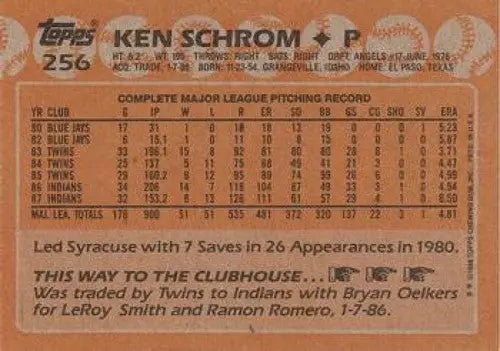 Topps
256
KEN SCHROM ✦ P
HT: 6'2" WT: 195 THROWS: RIGHT BATS: RIGHT DRAFT: ANGELS #17-JUNE, 1976
ACQ: TRADE, 1-7-86 BORN: 11-23-54, GRANGEVILLE, IDAHO HOME: EL PASO, TEXAS
COMPLETE MAJOR LEAGUE PITCHING RECORD
YR CLUB G IP W L R ER SO BB GS CG SHO SV ERA
80 BLUE JAYS 17 31 1 0 18 18 13 19 0 0 0 1 5.23
82 BLUE JAYS 6 15.1 1 0 11 10 8 15 0 0 0 0 5.87
83 TWINS 33 196.1 15 8 92 81 80 80 28 6 1 0
84 TWINS 25 137 5 11 75 68 49 41 21 3 0 0 4.47
85 TWINS 29 160.2 9 12 95 89 74 59 26 6 0 0 4.99
86 INDIANS 34 206 14 7 118 104 87 49 33 3 1 0 4.54
87 INDIANS 32 153.2 6 13 126 111 61 57 29 4 1 0 6.50
MAJ. LEA. TOTALS 176 900 51 51 535 481 372 320 137 22 3 1 4.81
Led Syracuse with 7 Saves in 26 Appearances in 1980.
THIS WAY TO THE CLUBHOUSE...
Was traded by Twins to Indians with Bryan Oelkers
for LeRoy Smith and Ramon Romero, 1-7-86.